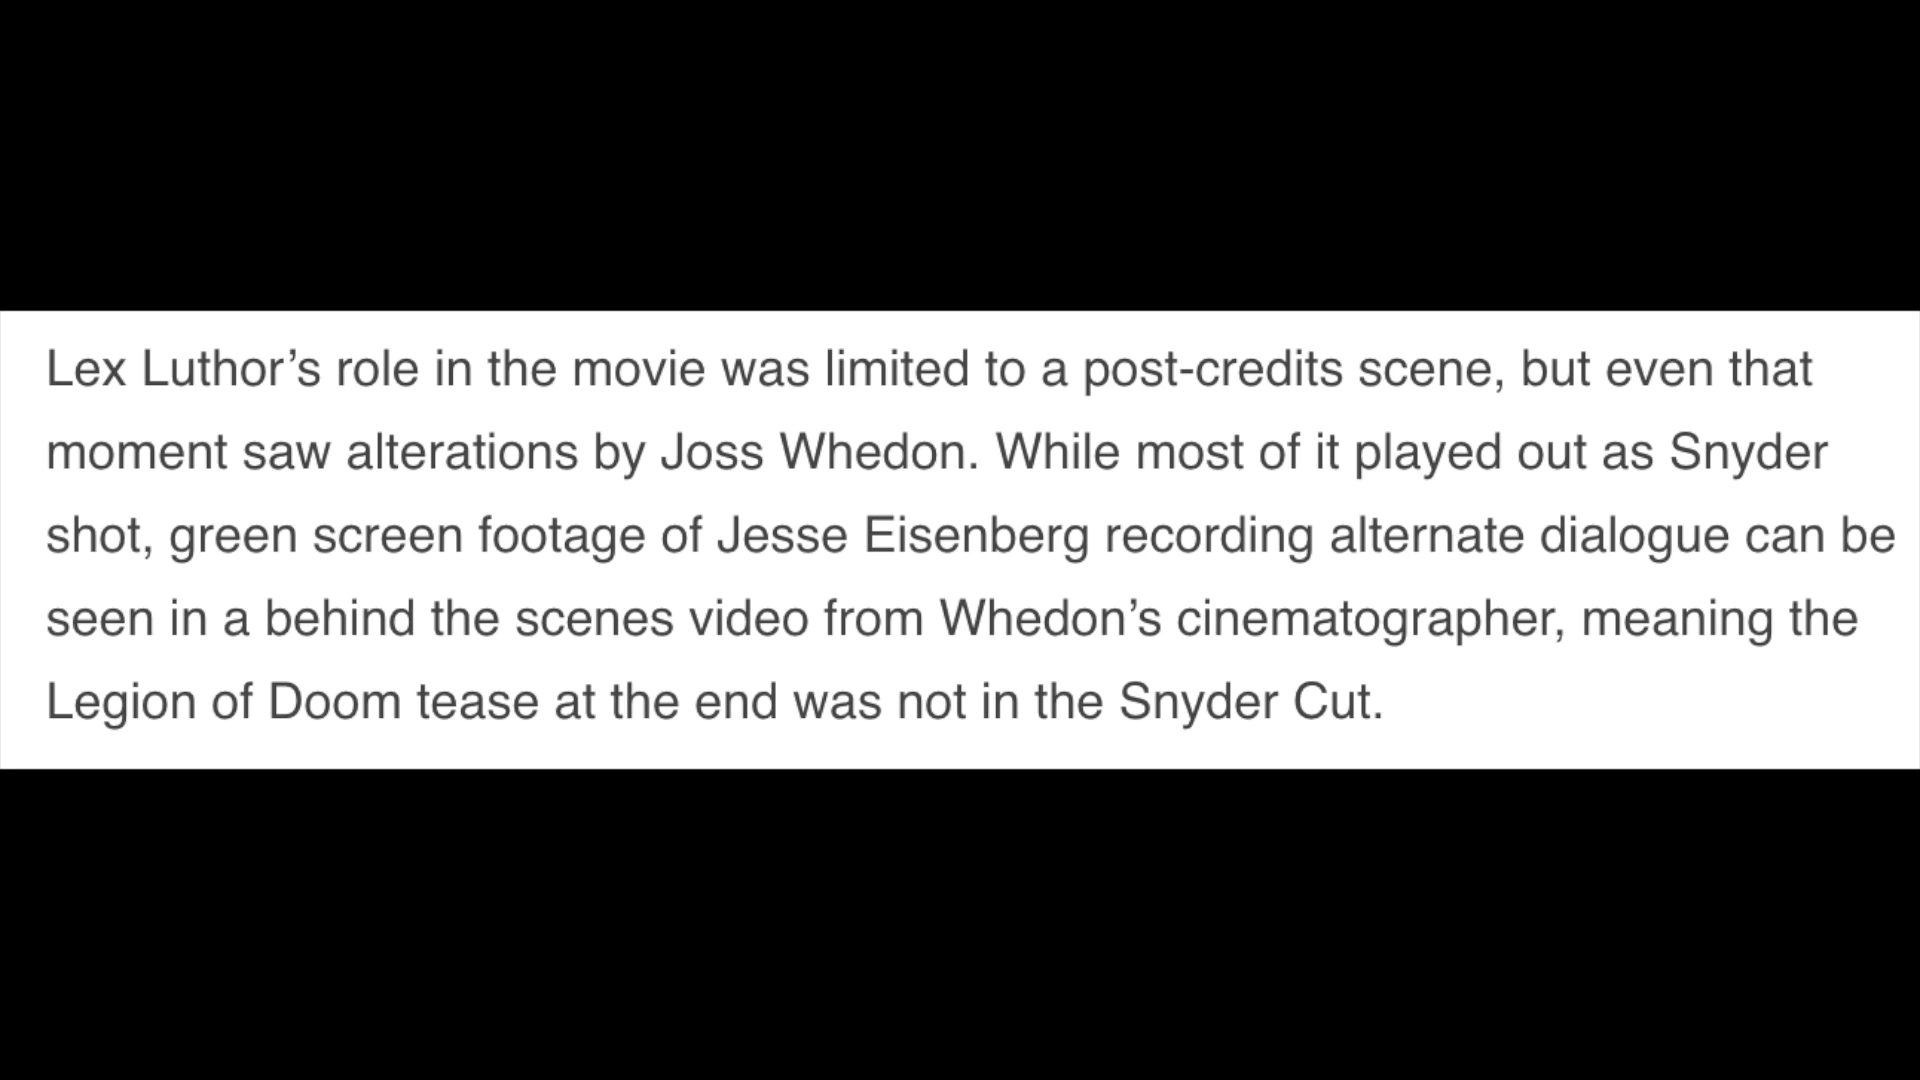 Lex Luthor’s role in the movie was limited to a post-credits scene, but even that
moment saw alterations by Joss Whedon. While most of it played out as Snyder
shot, green screen footage of Jesse Eisenberg recording alternate dialogue can be
seen in a behind the scenes video from Whedon’s cinematographer, meaning the
Legion of Doom tease at the end was not in the Snyder Cut.